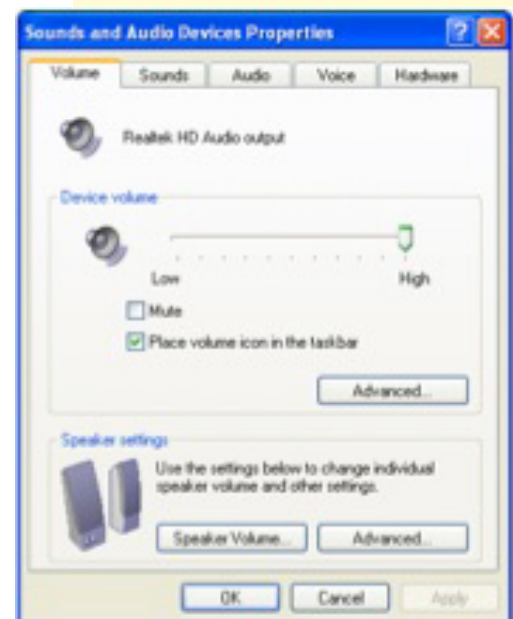 Sounds and Audio Devices Properties
Volume Sounds Audio Voice Hardware
Realtek HD Audio output
Device volume
Low High
Mute
Place volume icon in the taskbar
Advanced...
Speaker settings
Use the settings below to change individual
speaker volume and other settings.
Speaker Volume... Advanced...
OK Cancel Apply